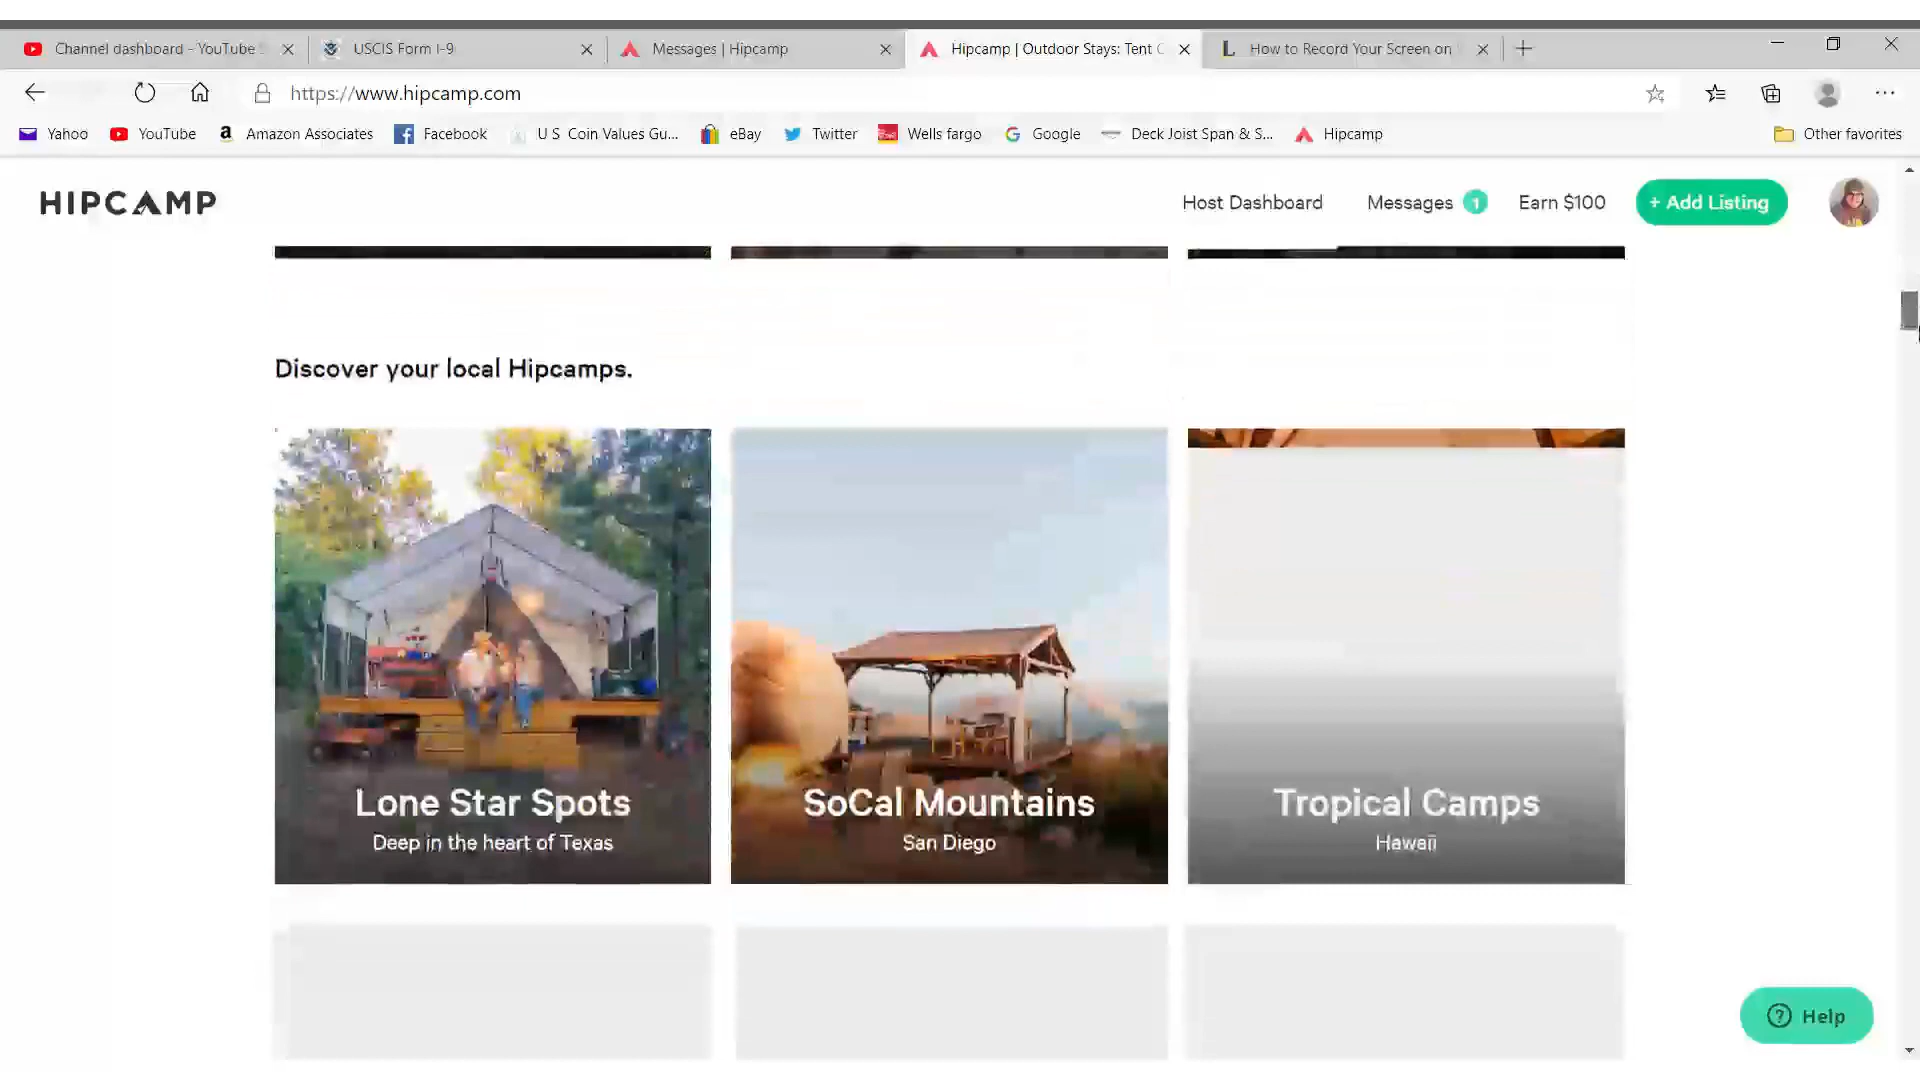 Channel dashboard - YouTube S
USCIS Form I-9
Messages | Hipcamp
Hipcamp | Outdoor Stays: Tent C
How to Record Your Screen on
https://www.hipcamp.com
Yahoo
YouTube
Amazon Associates
Facebook
U S Coin Values Gu...
eBay
Twitter
Wells fargo
Google
Deck Joist Span & S...
Hipcamp
Other favorites
HIPCAMP
Host Dashboard
Messages 1
Earn $100
+ Add Listing
Discover your local Hipcamps.
Lone Star Spots
Deep in the heart of Texas
SoCal Mountains
San Diego
Tropical Camps
Hawaii
Help